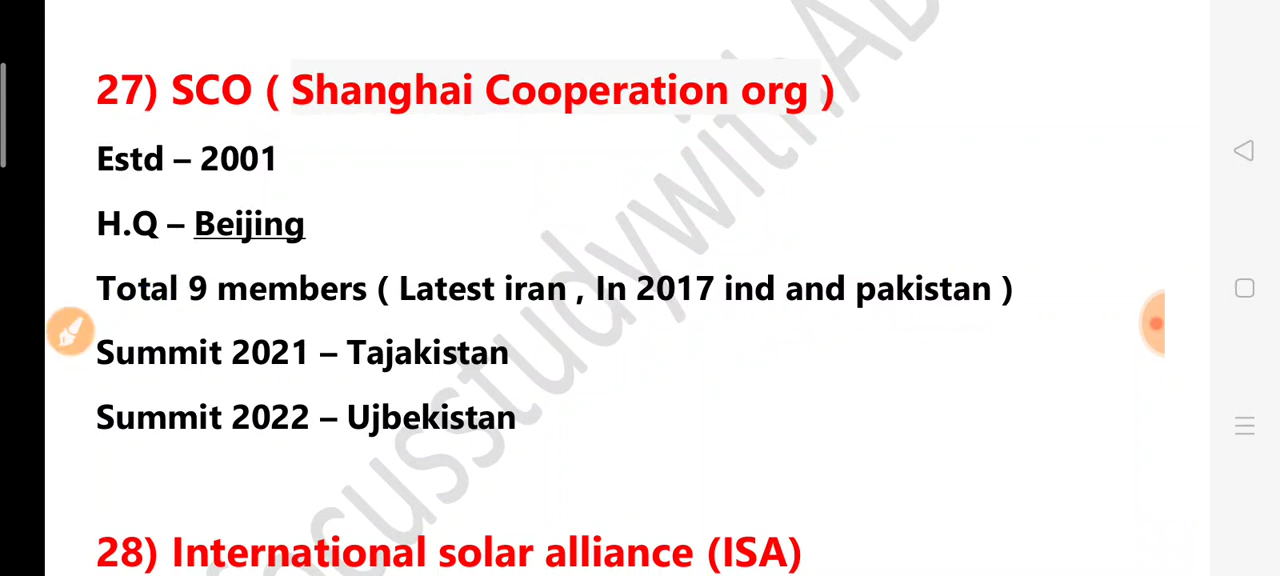 27) SCO ( Shanghai Cooperation org )
Estd – 2001
H.Q – Beijing
Total 9 members ( Latest iran , In 2017 ind and pakistan )
Summit 2021 – Tajakistan
Summit 2022 – Ujbekistan
28) International solar alliance (ISA)